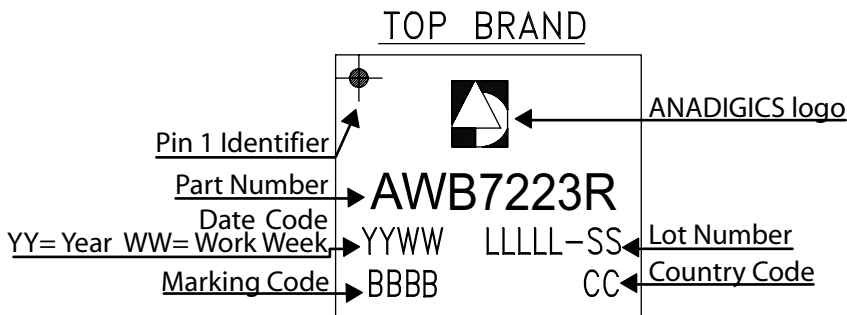 TOP BRAND
ANADIGICS logo
Pin 1 Identifier
Part Number
AWB7223R
Date Code
YY= Year WW= Work Week
YYWW LLLLL-SS
Lot Number
Marking Code
BBBB CC
Country Code